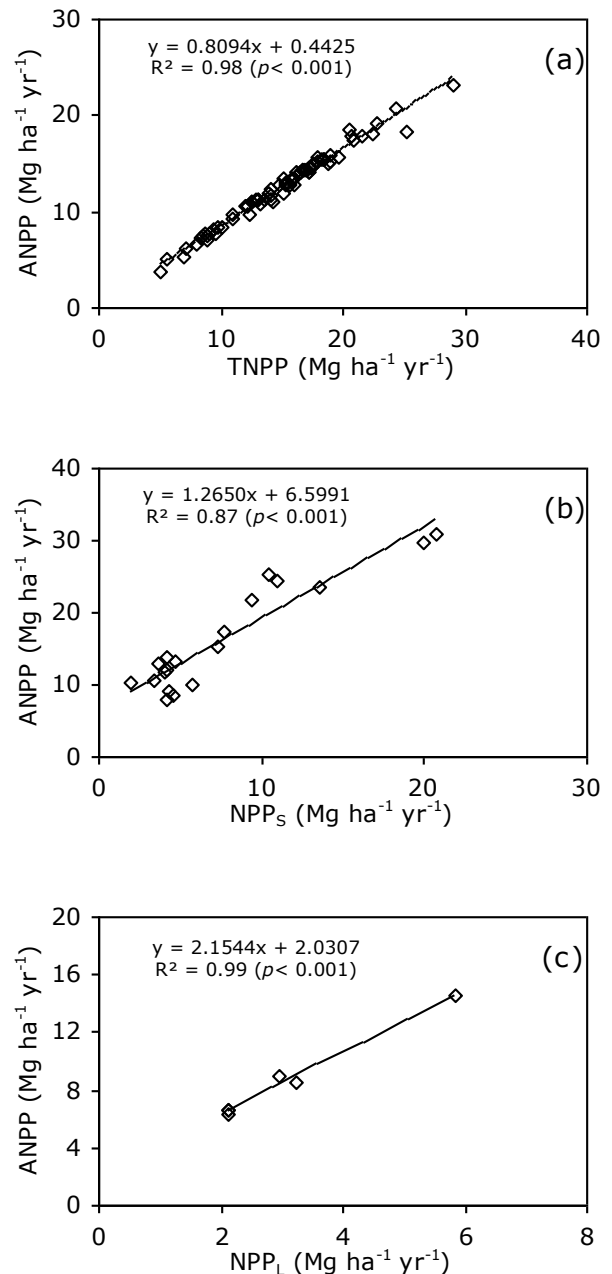 30
y = 0.8094x + 0.4425
(a)
R² = 0.98 (p< 0.001)
20
10
0
ANPP (Mg ha⁻¹ yr⁻¹)
0 10 20 30 40
TNPP (Mg ha⁻¹ yr⁻¹)
40
y = 1.2650x + 6.5991
(b)
R² = 0.87 (p< 0.001)
30
20
10
0
ANPP (Mg ha⁻¹ yr⁻¹)
0 10 20 30
NPPS (Mg ha⁻¹ yr⁻¹)
20
y = 2.1544x + 2.0307
(c)
R² = 0.99 (p< 0.001)
16
12
8
4
0
ANPP (Mg ha⁻¹ yr⁻¹)
0 2 4 6 8
NPPL (Mg ha⁻¹ yr⁻¹)